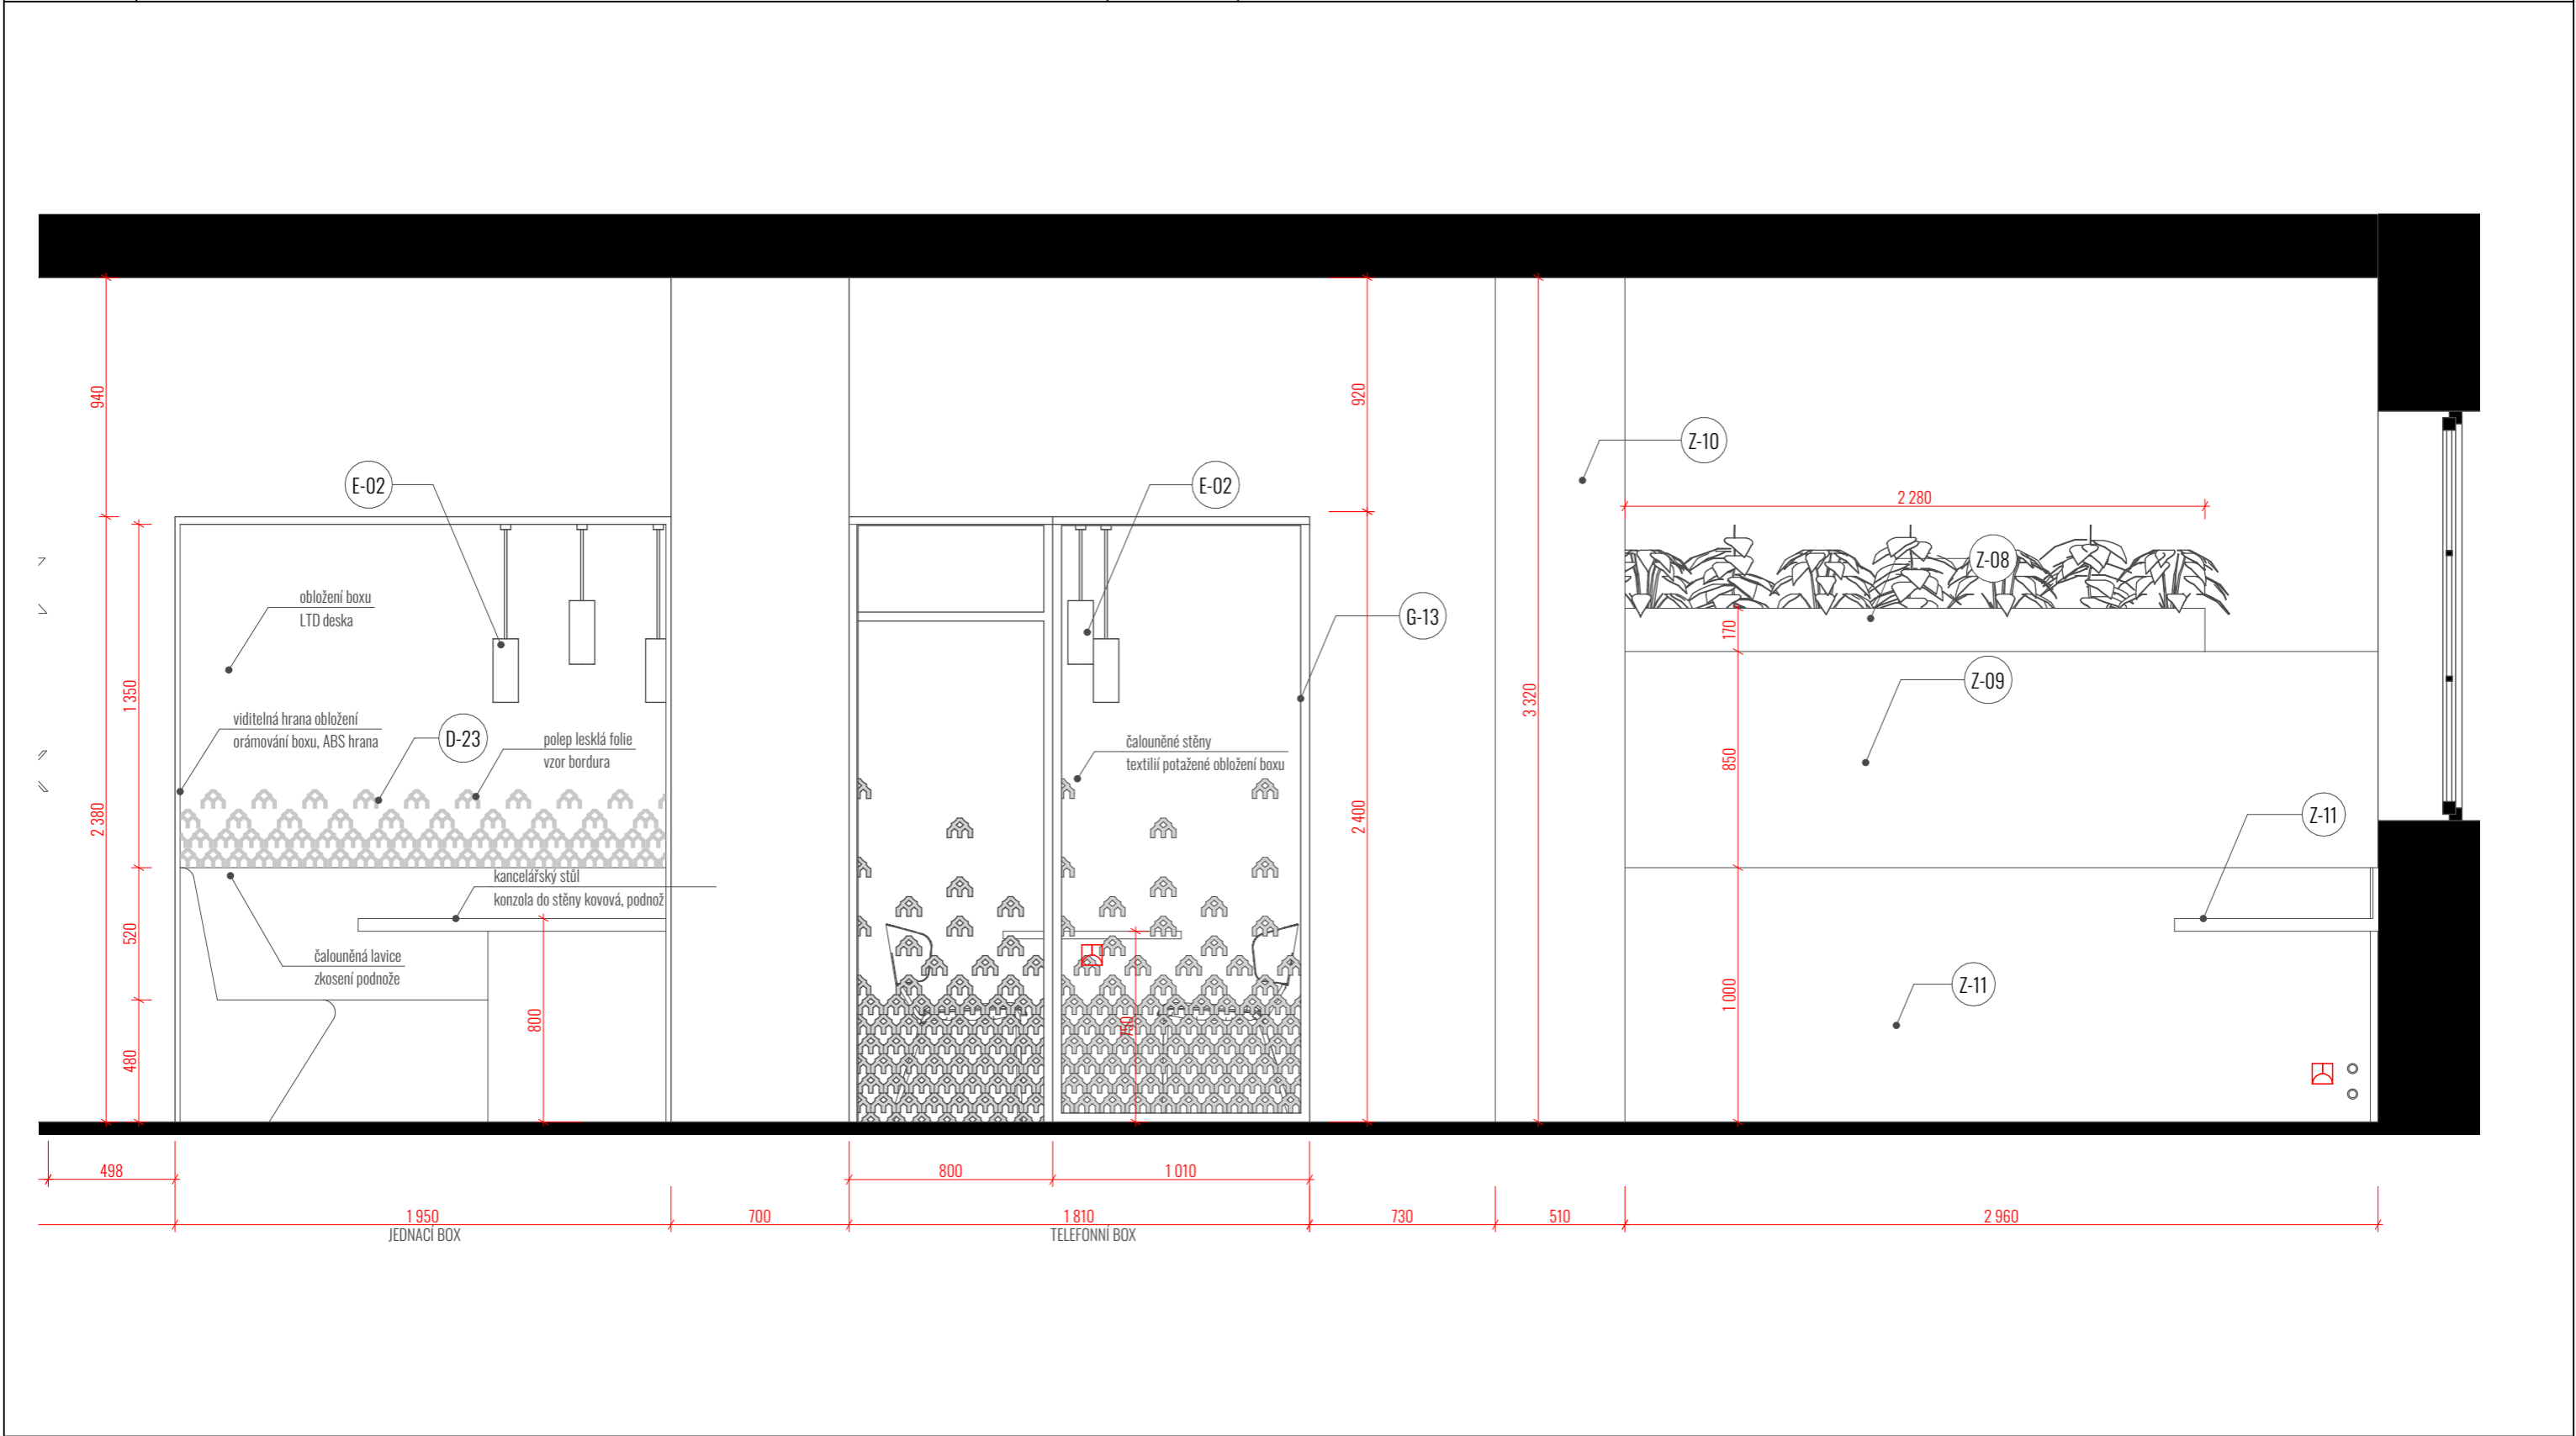 940
920
Z-10
E-02
E-02
2 280
Z-08
obložení boxu
LTD deska
G-13
170
Z-09
1 350
3 320
viditelná hrana obložení
orámování boxu, ABS hrana
D-23
polep lesklá folie
vzor bordura
čalouněné stěny
textilií potažené obložení boxu
850
2 380
2 400
Z-11
kancelářský stůl
konzola do stěny kovová, podnož
520
čalouněná lavice
zkosení podnože
Z-11
1 000
800
750
480
498
800
1 010
1 950
700
1 810
730
510
2 960
JEDNACÍ BOX
TELEFONNÍ BOX